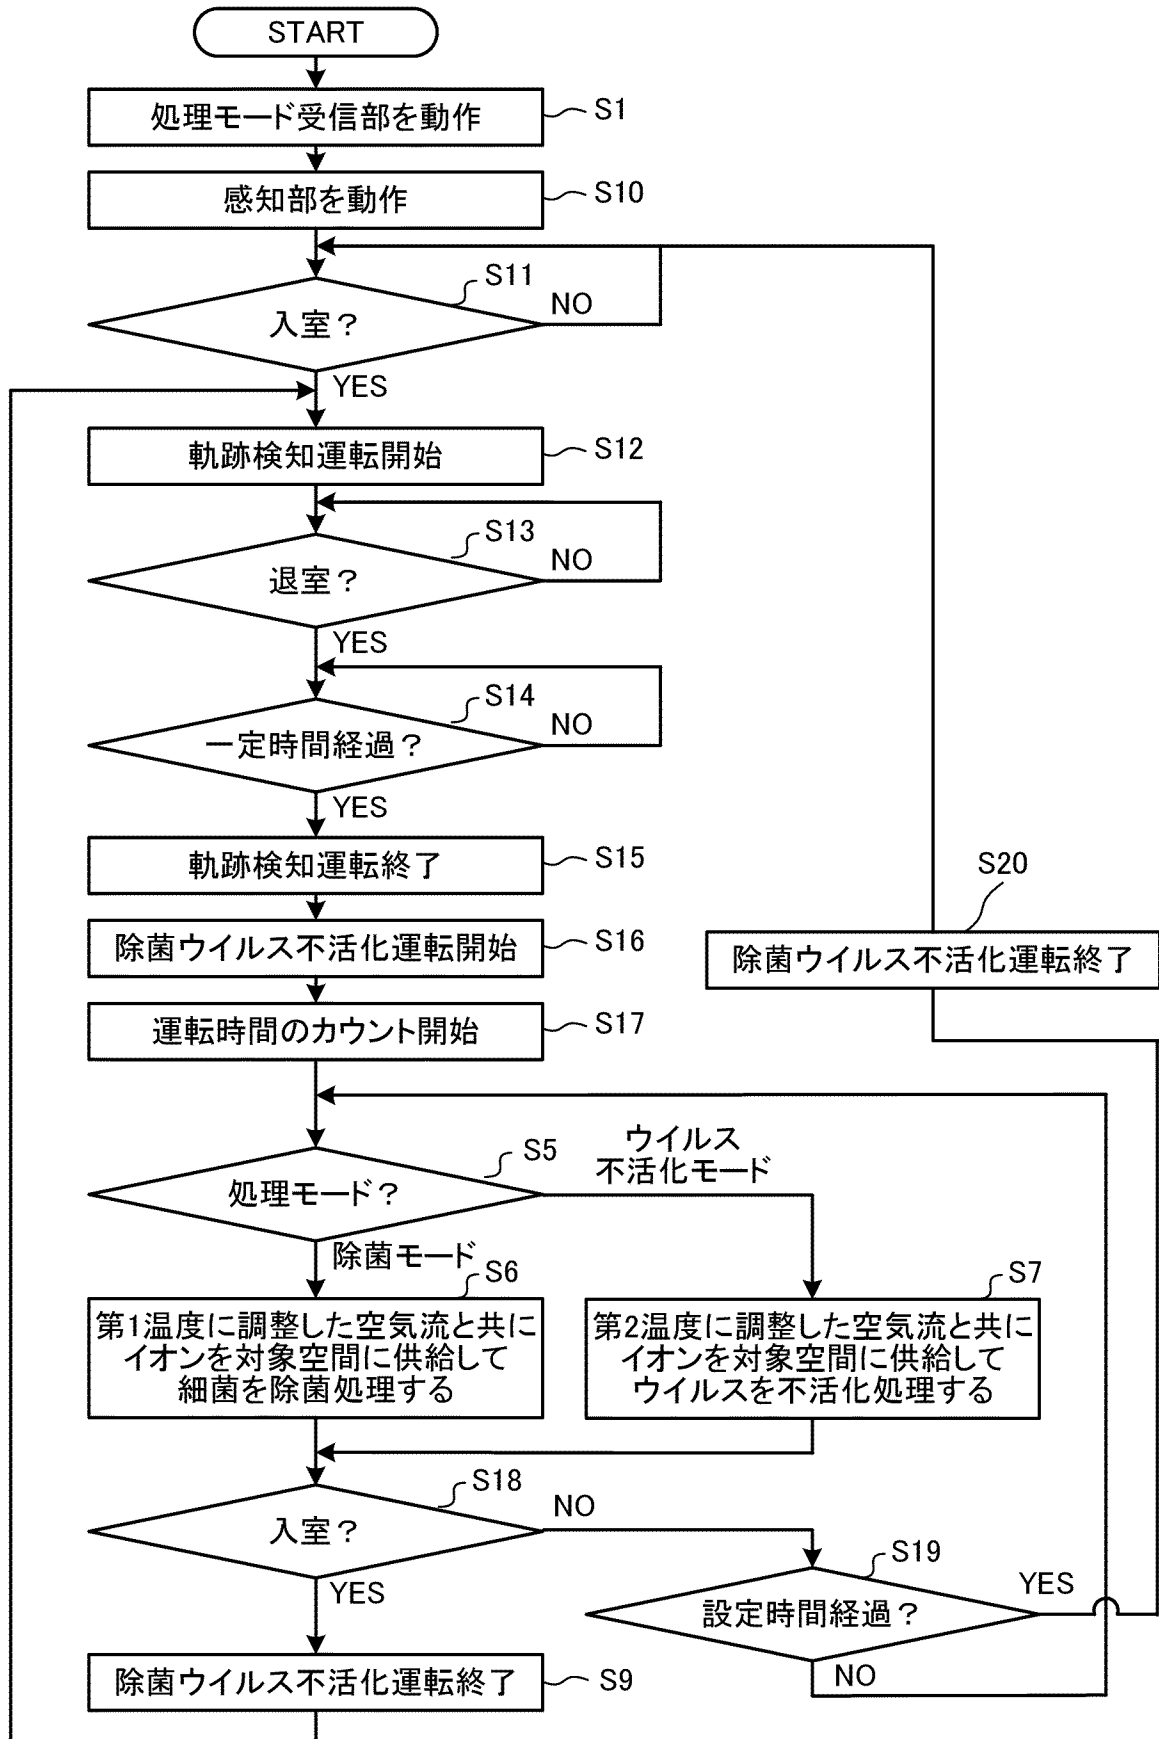 START
処理モード受信部を動作
S1
感知部を動作
S10
S11
入室？
NO
YES
軌跡検知運転開始
S12
S13
退室？
NO
YES
S14
一定時間経過？
NO
YES
軌跡検知運転終了
S15
除菌ウイルス不活化運転開始
S16
S20
除菌ウイルス不活化運転終了
運転時間のカウント開始
S17
S5
処理モード？
ウイルス
不活化モード
除菌モード
S6
第1温度に調整した空気流と共に
イオンを対象空間に供給して
細菌を除菌処理する
S7
第2温度に調整した空気流と共に
イオンを対象空間に供給して
ウイルスを不活化処理する
S18
入室？
NO
YES
S19
設定時間経過？
YES
NO
除菌ウイルス不活化運転終了
S9